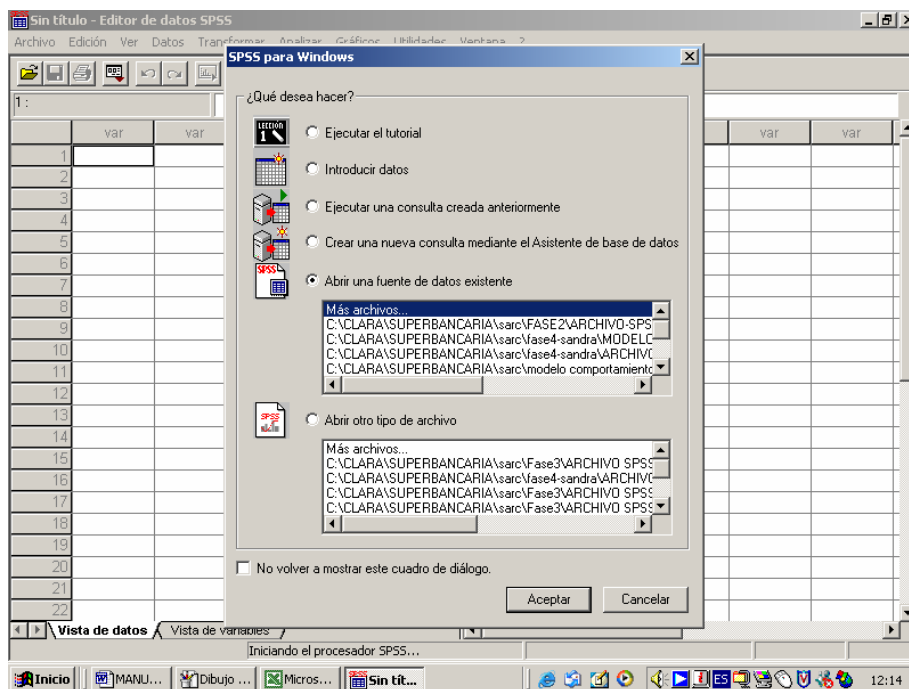 Sin título - Editor de datos SPSS
Archivo Edición Ver Datos Transformar Analizar Gráficos Utilidades Ventana ?
SPSS para Windows
1 :
¿Qué desea hacer?
var var var var
LECCIÓN
1
Ejecutar el tutorial
Introducir datos
Ejecutar una consulta creada anteriormente
Crear una nueva consulta mediante el Asistente de base de datos
SPSS
Abrir una fuente de datos existente
Más archivos...
C:\CLARA\SUPERBANCARIA\sarc\FASE2\ARCHIVO-SPS
C:\CLARA\SUPERBANCARIA\sarc\fase4-sandra\MODELO
C:\CLARA\SUPERBANCARIA\sarc\fase4-sandra\ARCHIVO
C:\CLARA\SUPERBANCARIA\sarc\modelo comportamiento
SPSS
Abrir otro tipo de archivo
Más archivos...
C:\CLARA\SUPERBANCARIA\sarc\Fase3\ARCHIVO SPSS
C:\CLARA\SUPERBANCARIA\sarc\fase4-sandra\ARCHIVO
C:\CLARA\SUPERBANCARIA\sarc\Fase3\ARCHIVO SPSS
C:\CLARA\SUPERBANCARIA\sarc\Fase3\ARCHIVO SPSS
No volver a mostrar este cuadro de diálogo.
Aceptar Cancelar
1
2
3
4
5
6
7
8
9
10
11
12
13
14
15
16
17
18
19
20
21
22
Vista de datos Vista de variables
Iniciando el procesador SPSS...
Inicio MANU... Dibujo ... Micros... Sin tít... ES 12:14